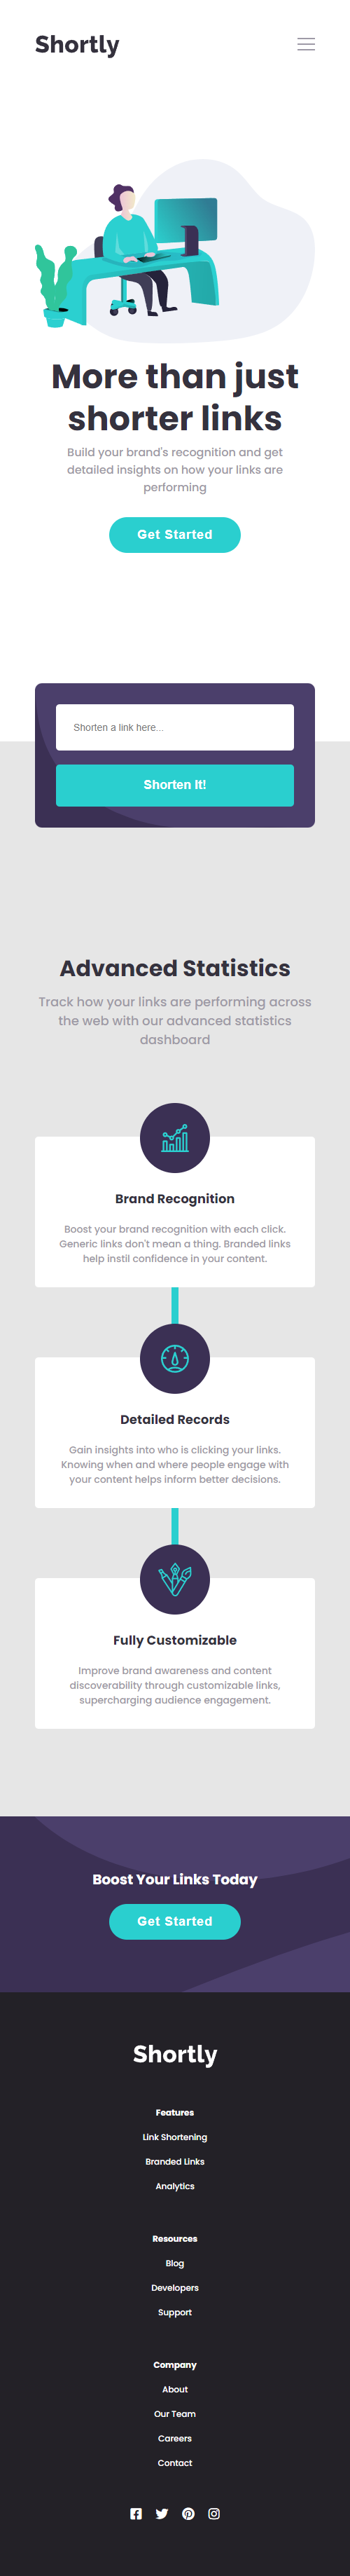 Shortly
More than just
shorter links
Build your brand's recognition and get
detailed insights on how your links are
performing
Get Started
Shorten a link here...
Shorten It!
Advanced Statistics
Track how your links are performing across
the web with our advanced statistics
dashboard
Brand Recognition
Boost your brand recognition with each click.
Generic links don't mean a thing. Branded links
help instil confidence in your content.
Detailed Records
Gain insights into who is clicking your links.
Knowing when and where people engage with
your content helps inform better decisions.
Fully Customizable
Improve brand awareness and content
discoverability through customizable links,
supercharging audience engagement.
Boost Your Links Today
Get Started
Shortly
Features
Link Shortening
Branded Links
Analytics
Resources
Blog
Developers
Support
Company
About
Our Team
Careers
Contact